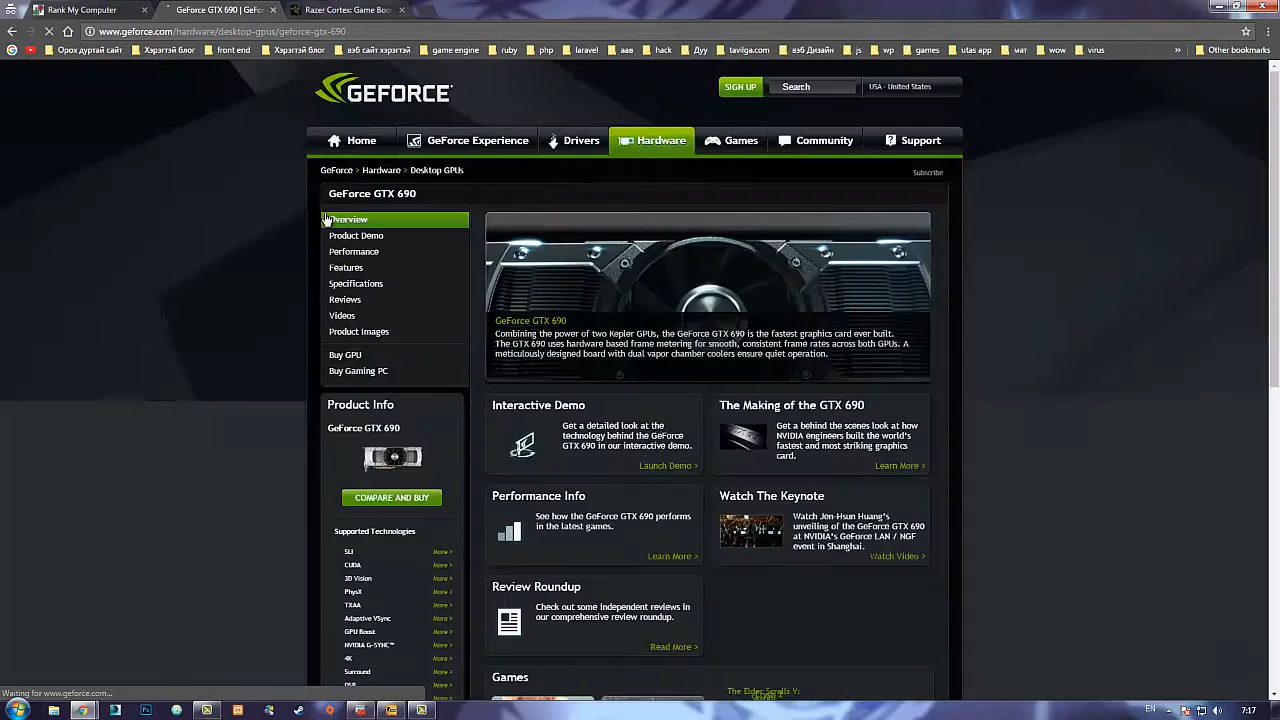 Rank My Computer
GeForce GTX 690 | GeFor
Razer Cortex: Game Boo
www.geforce.com/hardware/desktop-gpus/geforce-gtx-690
Орох дуртай сайт
Хэрэгтэй блог
front end
Хэрэгтэй блог
вэб сайт хэрэгтэй
game engine
ruby
php
laravel
аав
hack
Дуу
tavilga.com
вэб Дизайн
js
wp
games
utas app
мат
wow
virus
»
Other bookmarks
GEFORCE
SIGN UP
Search
USA - United States
Home
GeForce Experience
Drivers
Hardware
Games
Community
Support
GeForce > Hardware > Desktop GPUs
Subscribe
GeForce GTX 690
Overview
Product Demo
Performance
Features
Specifications
Reviews
Videos
Product Images
Buy GPU
Buy Gaming PC
GeForce GTX 690
Combining the power of two Kepler GPUs, the GeForce GTX 690 is the fastest graphics card ever built.
The GTX 690 uses hardware based frame metering for smooth, consistent frame rates across both GPUs. A
meticulously designed board with dual vapor chamber coolers ensure quiet operation.
Product Info
GeForce GTX 690
COMPARE AND BUY
Supported Technologies
SLI More >
CUDA More >
3D Vision More >
PhysX More >
TXAA More >
Adaptive VSync More >
GPU Boost More >
NVIDIA G-SYNC™ More >
4K More >
Surround More >
DSR More >
Interactive Demo
Get a detailed look at the
technology behind the GeForce
GTX 690 in our interactive demo.
Launch Demo >
The Making of the GTX 690
Get a behind the scenes look at how
NVIDIA engineers built the world's
fastest and most striking graphics
card.
Learn More >
Performance Info
See how the GeForce GTX 690 performs
in the latest games.
Learn More >
Watch The Keynote
Watch Jen-Hsun Huang's
unveiling of the GeForce GTX 690
at NVIDIA's GeForce LAN / NGF
event in Shanghai.
Watch Video >
Review Roundup
Check out some independent reviews in
our comprehensive review roundup.
Read More >
Games
The Elder Scrolls V:
Skyrim
Waiting for www.geforce.com...
EN
7:17